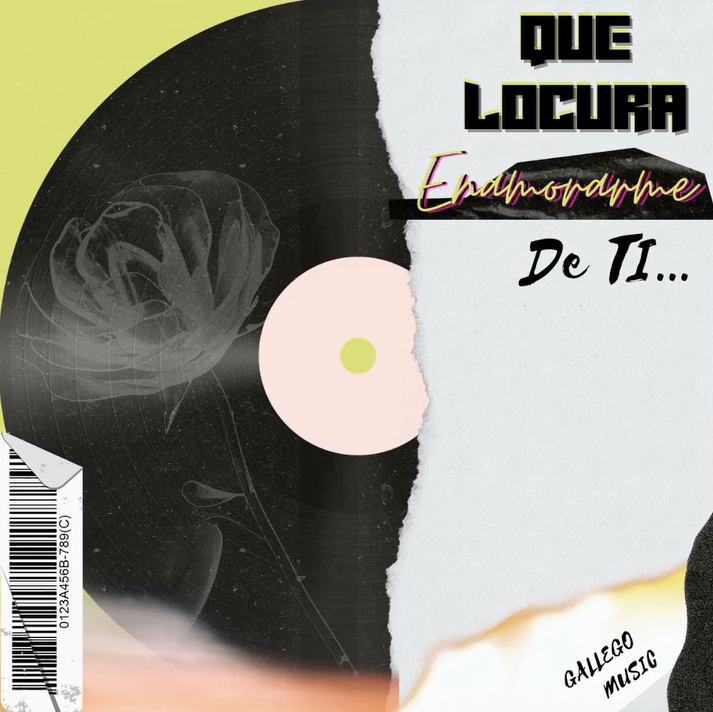 QUE
LOCURA
Enamorarme
De TI...
0123A456B-789(C)
GALLEGO
MUSIC